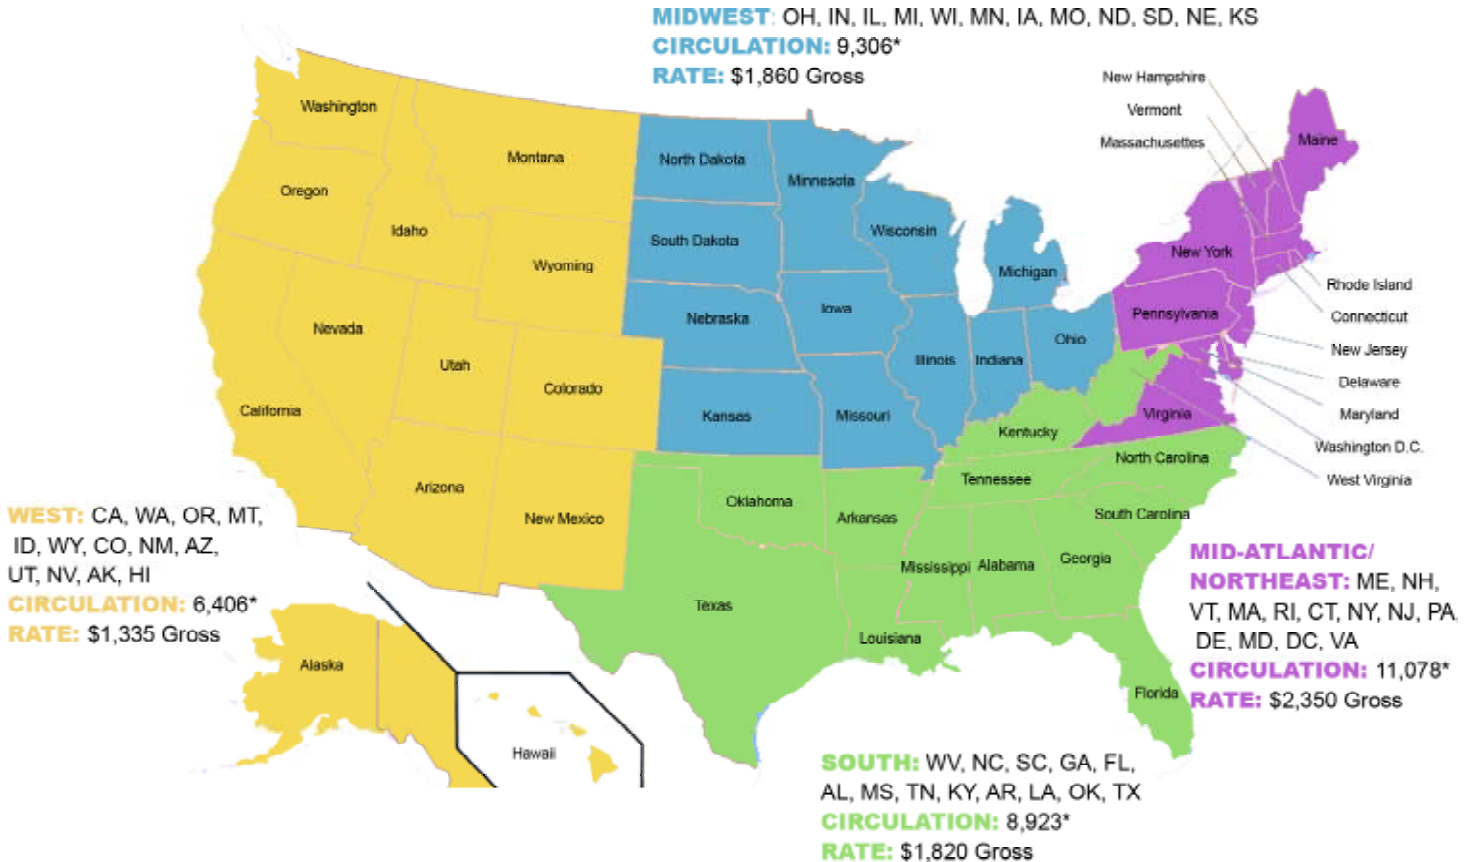 MIDWEST: OH, IN, IL, MI, WI, MN, IA, MO, ND, SD, NE, KS
CIRCULATION: 9,306*
RATE: $1,860 Gross
New Hampshire
Vermont
Massachusettes
Maine
Washington
Montana
North Dakota
Minnesota
Oregon
Idaho
Wyoming
South Dakota
Wisconsin
Michigan
New York
Rhode Island
Connecticut
New Jersey
Delaware
Maryland
Washington D.C.
West Virginia
Nevada
Utah
Colorado
California
Nebraska
Iowa
Illinois
Indiana
Ohio
Pennsylvania
Kansas
Missouri
Kentucky
Virginia
Arizona
New Mexico
Oklahoma
Arkansas
Tennessee
North Carolina
South Carolina
Mississippi
Alabama
Georgia
Texas
Louisiana
Florida
Alaska
Hawaii
WEST: CA, WA, OR, MT,
ID, WY, CO, NM, AZ,
UT, NV, AK, HI
CIRCULATION: 6,406*
RATE: $1,335 Gross
MID-ATLANTIC/
NORTHEAST: ME, NH,
VT, MA, RI, CT, NY, NJ, PA,
DE, MD, DC, VA
CIRCULATION: 11,078*
RATE: $2,350 Gross
SOUTH: WV, NC, SC, GA, FL,
AL, MS, TN, KY, AR, LA, OK, TX
CIRCULATION: 8,923*
RATE: $1,820 Gross